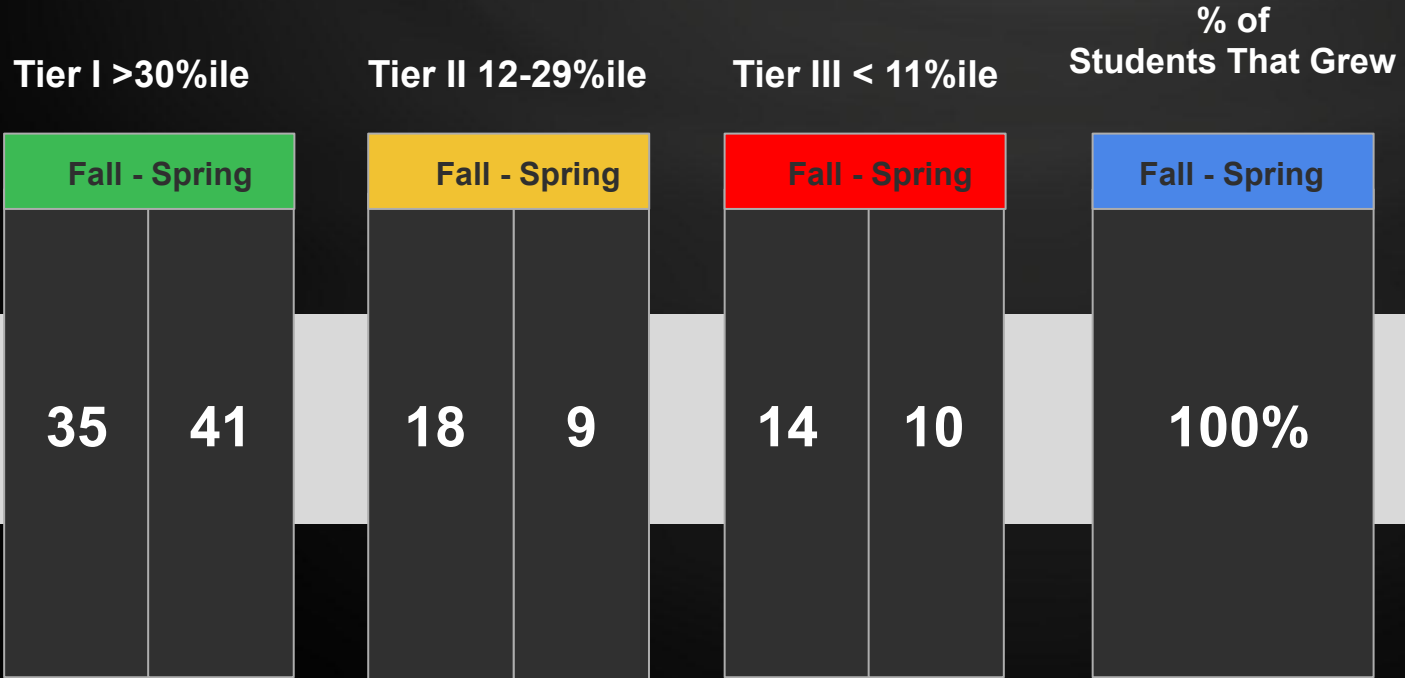 Tier I >30%ile
Tier II 12-29%ile
Tier III < 11%ile
% of
Students That Grew
Fall - Spring
Fall - Spring
Fall - Spring
Fall - Spring
35
41
18
9
14
10
100%